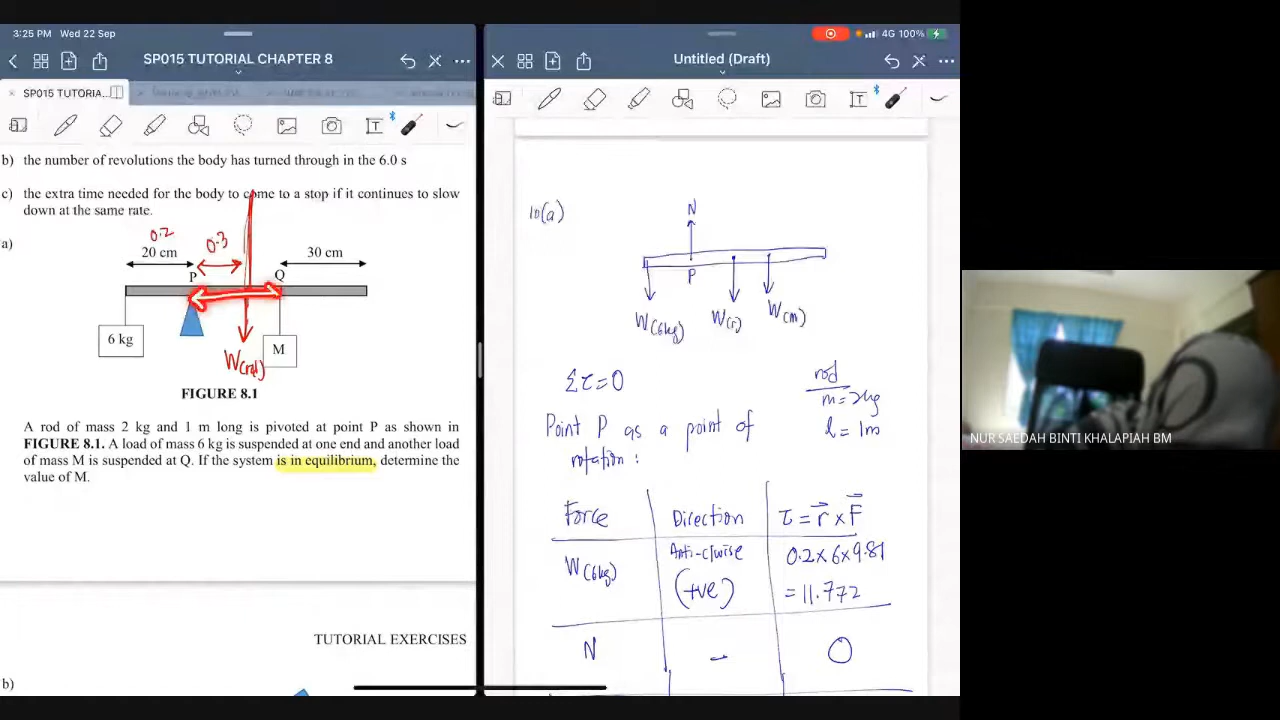 3:25 PM Wed 22 Sep
SP015 TUTORIAL CHAPTER 8
SP015 TUTORIA...
b) the number of revolutions the body has turned through in the 6.0 s
c) the extra time needed for the body to come to a stop if it continues to slow
down at the same rate.
a)
0.2
0.3
20 cm
30 cm
P
Q
6 kg
M
W(rod)
FIGURE 8.1
A rod of mass 2 kg and 1 m long is pivoted at point P as shown in
FIGURE 8.1. A load of mass 6 kg is suspended at one end and another load
of mass M is suspended at Q. If the system is in equilibrium, determine the
value of M.
TUTORIAL EXERCISES
b)
4G 100%
Untitled (Draft)
10(a)
N
P
W(6kg)
W(r)
W(m)
Στ=0
rod
m=2kg
l=1m
Point P as a point of
rotation :
Force Direction τ = r⃗ x F⃗
W(6kg) Anti-c/wise (+ve) 0.2x6x9.81
= 11.772
N - 0
NUR SAEDAH BINTI KHALAPIAH BM